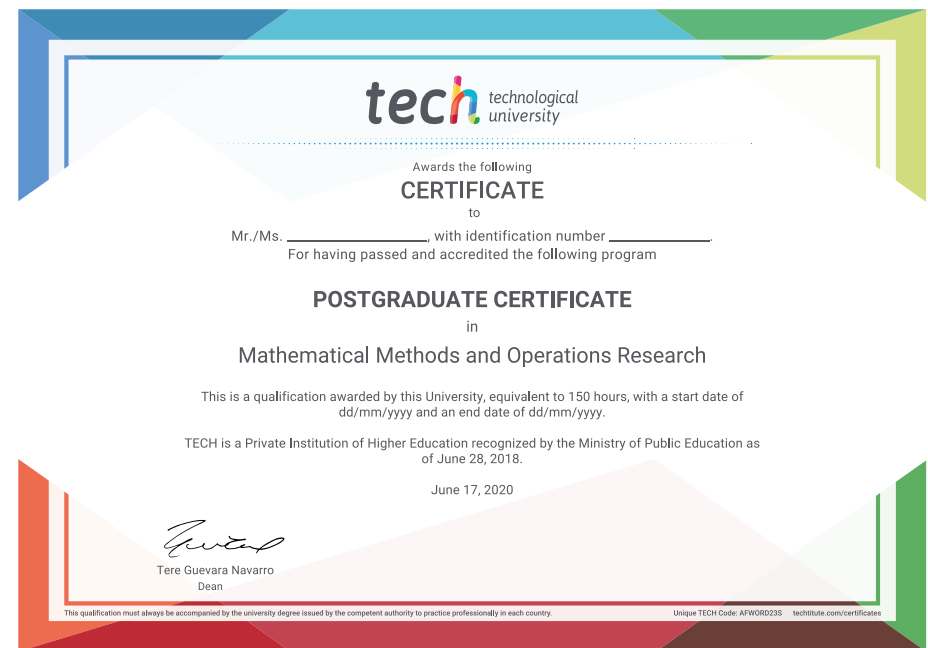 tech technological
university
Awards the following
CERTIFICATE
to
Mr./Ms. ____________________, with identification number ______________.
For having passed and accredited the following program
POSTGRADUATE CERTIFICATE
in
Mathematical Methods and Operations Research
This is a qualification awarded by this University, equivalent to 150 hours, with a start date of
dd/mm/yyyy and an end date of dd/mm/yyyy.
TECH is a Private Institution of Higher Education recognized by the Ministry of Public Education as
of June 28, 2018.
June 17, 2020
Tere Guevara Navarro
Dean
This qualification must always be accompanied by the university degree issued by the competent authority to practice professionally in each country.
Unique TECH Code: AFWORD23S techtitute.com/certificates